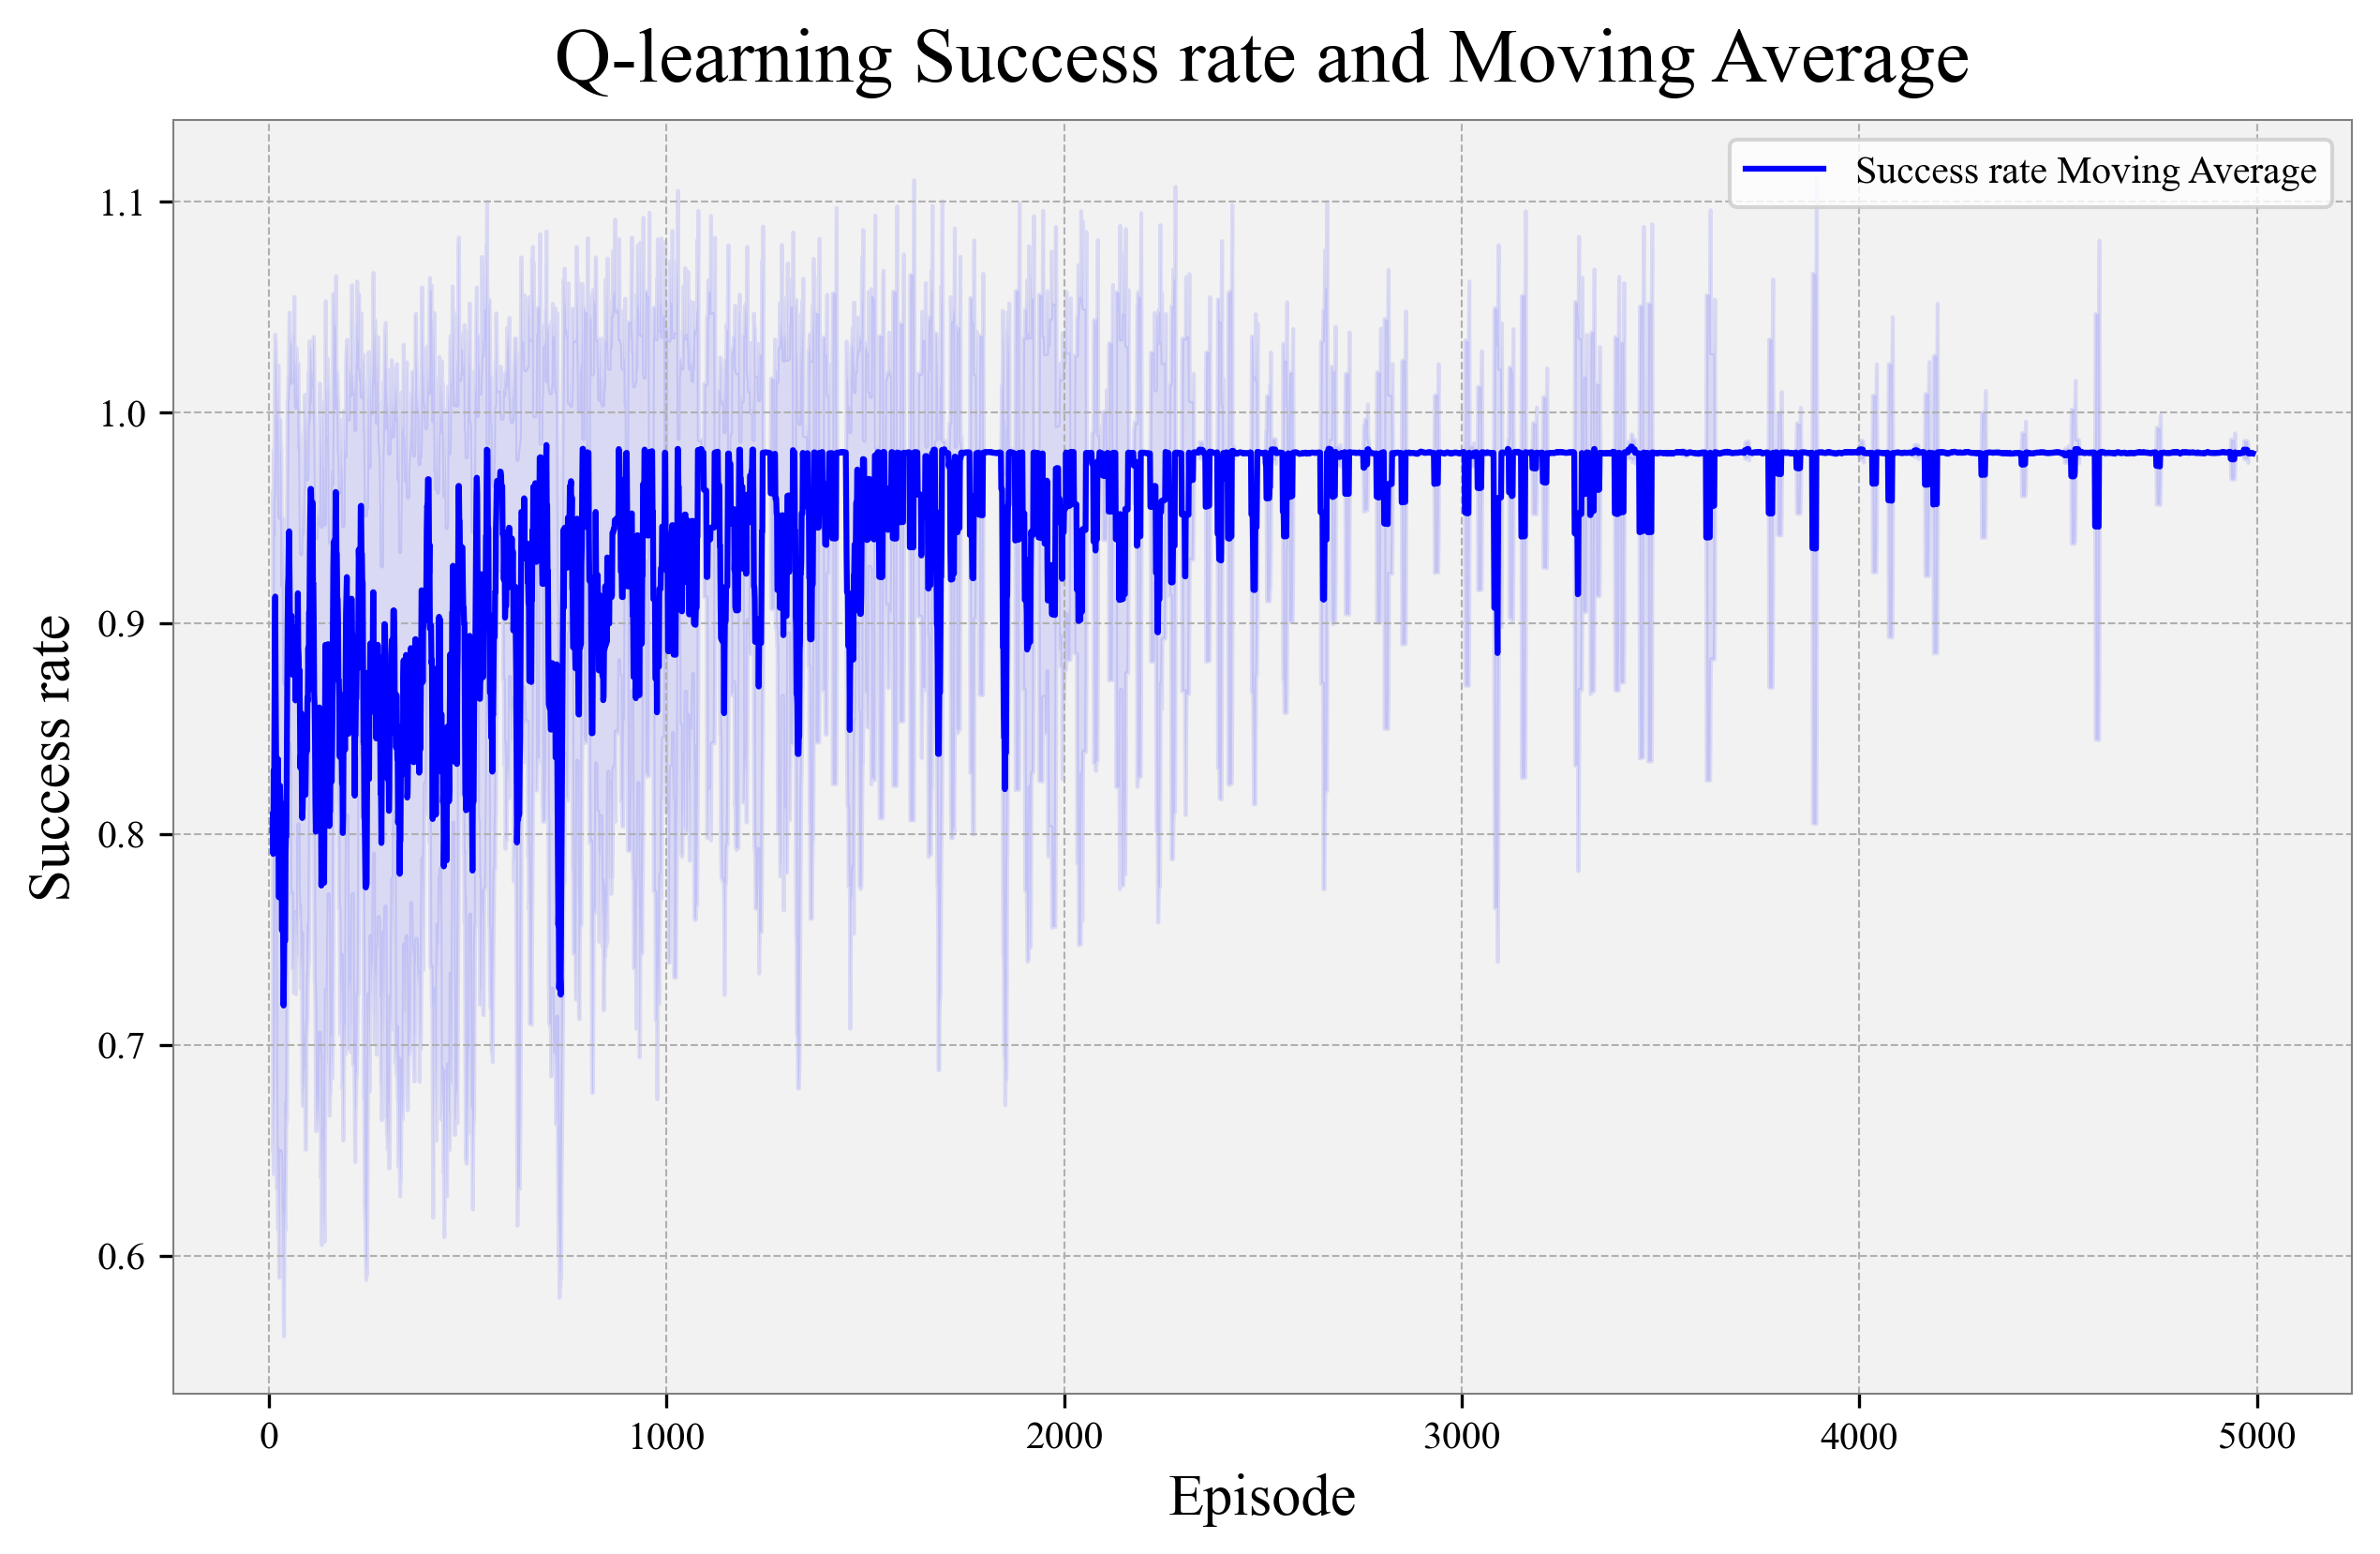 Q-learning Success rate and Moving Average
Success rate Moving Average
1.1
1.0
0.9
0.8
0.7
0.6
Success rate
0 1000 2000 3000 4000 5000
Episode